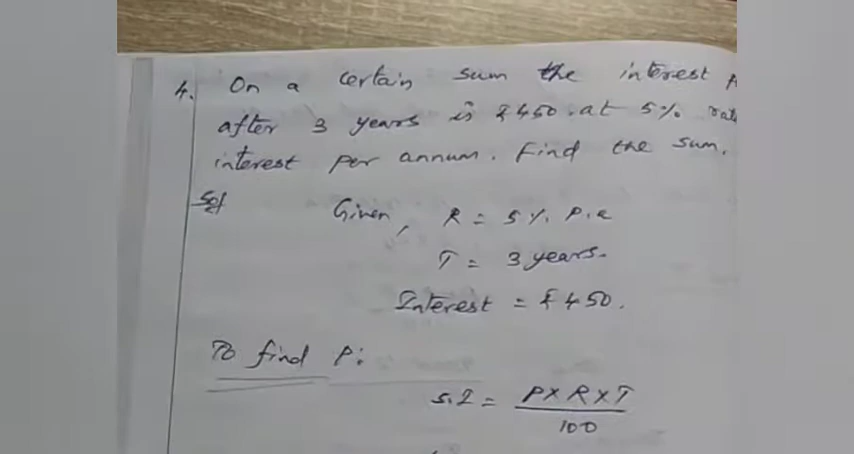 4. On a certain sum the interest
after 3 years is ₹450. at 5% rate
interest per annum. Find the sum.
Sol
Given, R = 5%. P.a
T = 3 years.
Interest = ₹450.
To find P:
S.I = P×R×T
100